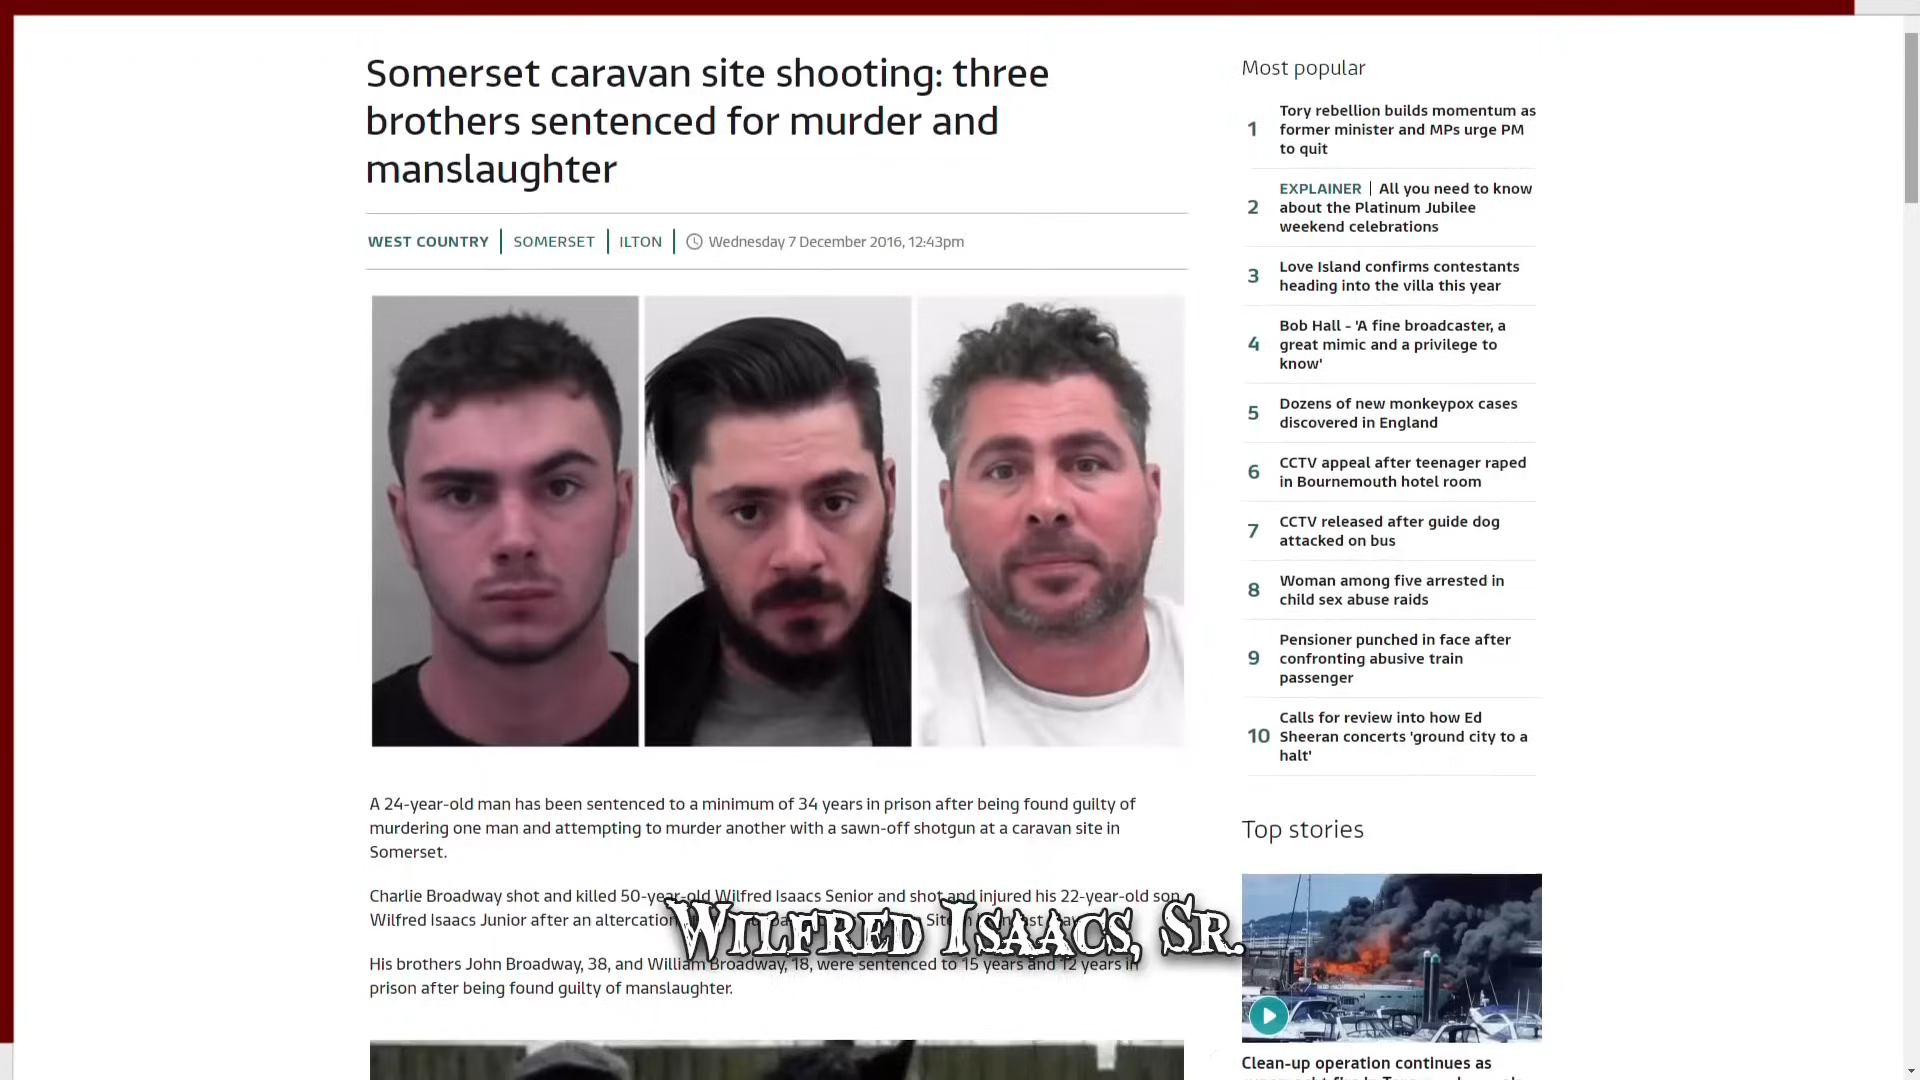 Somerset caravan site shooting: three
brothers sentenced for murder and
manslaughter
WEST COUNTRY | SOMERSET | ILTON | Wednesday 7 December 2016, 12:43pm
A 24-year-old man has been sentenced to a minimum of 34 years in prison after being found guilty of
murdering one man and attempting to murder another with a sawn-off shotgun at a caravan site in
Somerset.
Charlie Broadway shot and killed 50-year-old Wilfred Isaacs Senior and shot and injured his 22-year-old son
Wilfred Isaacs Junior after an altercation Site
WILFRED ISAACS, SR.
His brothers John Broadway, 38, and William Broadway, 18, were sentenced to 15 years and 12 years in
prison after being found guilty of manslaughter.
Most popular
1 Tory rebellion builds momentum as
former minister and MPs urge PM
to quit
2 EXPLAINER | All you need to know
about the Platinum Jubilee
weekend celebrations
3 Love Island confirms contestants
heading into the villa this year
4 Bob Hall - 'A fine broadcaster, a
great mimic and a privilege to
know'
5 Dozens of new monkeypox cases
discovered in England
6 CCTV appeal after teenager raped
in Bournemouth hotel room
7 CCTV released after guide dog
attacked on bus
8 Woman among five arrested in
child sex abuse raids
9 Pensioner punched in face after
confronting abusive train
passenger
10 Calls for review into how Ed
Sheeran concerts 'ground city to a
halt'
Top stories
Clean-up operation continues as